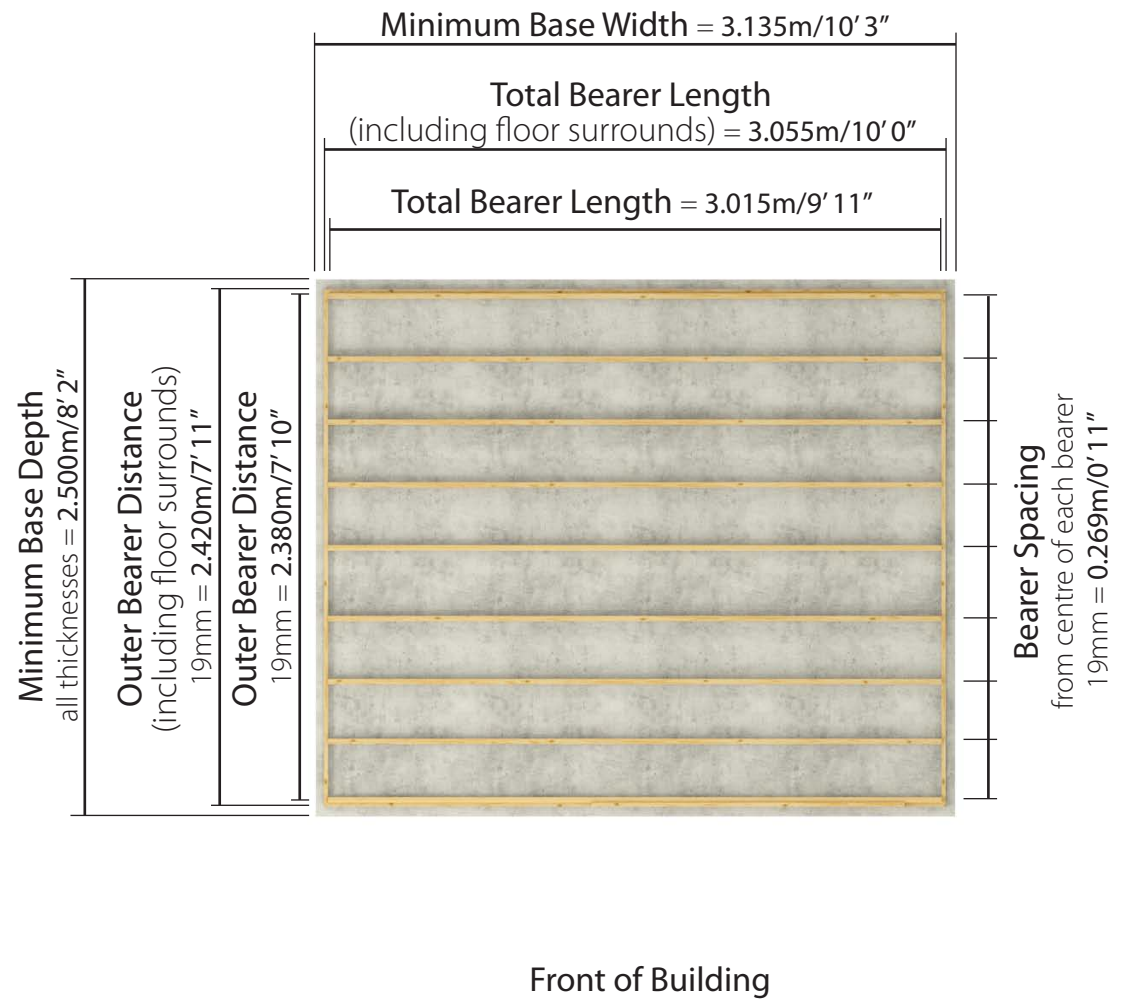 Minimum Base Width = 3.135m/10’ 3”
Total Bearer Length
(including floor surrounds) = 3.055m/10’ 0”
Total Bearer Length = 3.015m/9’ 11”
Minimum Base Depth
all thicknesses = 2.500m/8’ 2”
Outer Bearer Distance
(including floor surrounds)
19mm = 2.420m/7’ 11”
Outer Bearer Distance
19mm = 2.380m/7’ 10”
Bearer Spacing
from centre of each bearer
19mm = 0.269m/0’ 11”
Front of Building